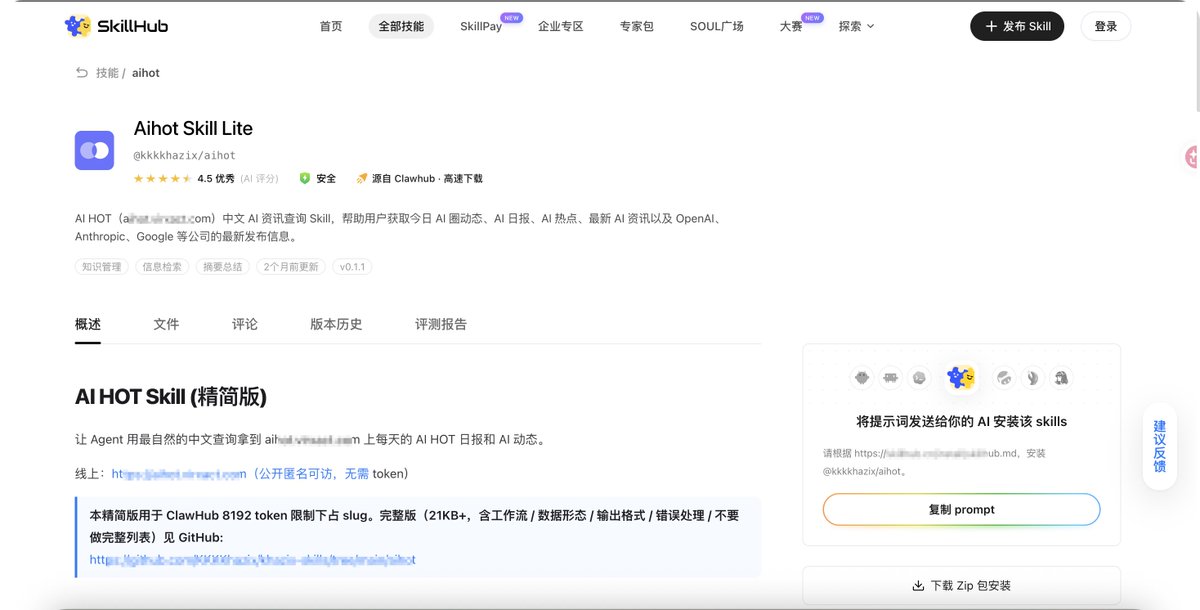 SkillHub
首页
全部技能
SkillPay NEW
企业专区
专家包
SOUL广场
大赛 NEW
探索
+ 发布 Skill
登录
技能 / aihot
Aihot Skill Lite
@kkkkhazix/aihot
4.5 优秀 (AI 评分)
安全
源自 Clawhub · 高速下载
AI HOT（ com）中文 AI 资讯查询 Skill，帮助用户获取今日 AI 圈动态、AI 日报、AI 热点、最新 AI 资讯以及 OpenAI、
Anthropic、Google 等公司的最新发布信息。
知识管理
信息检索
摘要总结
2个月前更新
v0.1.1
概述
文件
评论
版本历史
评测报告
AI HOT Skill (精简版)
让 Agent 用最自然的中文查询拿到 上每天的 AI HOT 日报和 AI 动态。
线上： （公开匿名可访，无需 token）
本精简版用于 ClawHub 8192 token 限制下占 slug。完整版（21KB+，含工作流 / 数据形态 / 输出格式 / 错误处理 / 不要
做完整列表）见 GitHub:
将提示词发送给你的 AI 安装该 skills
请根据 https:// ub.md，安装
@kkkkhazix/aihot。
复制 prompt
下载 Zip 包安装
建议反馈